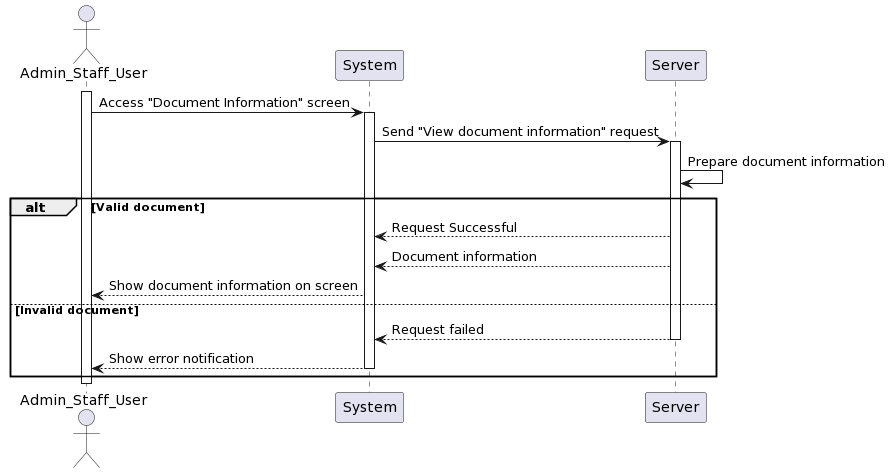 Admin_Staff_User
System
Server
Access "Document Information" screen
Send "View document information" request
Prepare document information
alt
[Valid document]
Request Successful
Document information
Show document information on screen
[Invalid document]
Request failed
Show error notification
Admin_Staff_User
System
Server